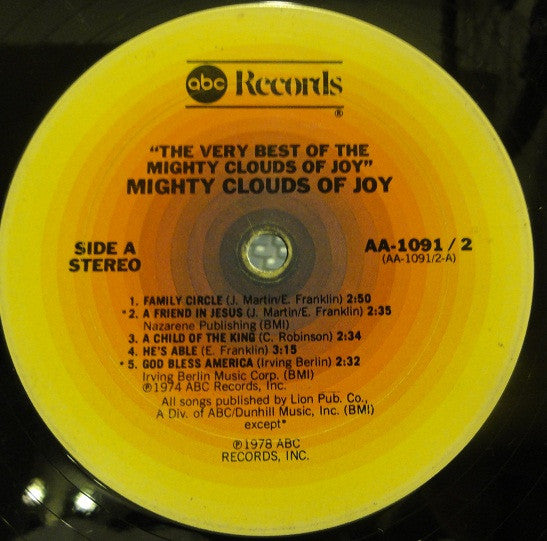 abc Records
®
"THE VERY BEST OF THE
MIGHTY CLOUDS OF JOY"
MIGHTY CLOUDS OF JOY
SIDE A
STEREO
AA-1091/2
(AA-1091/2-A)
1. FAMILY CIRCLE (J. Martin/E. Franklin) 2:50
*2. A FRIEND IN JESUS (J. Martin/E. Franklin) 2:35
Nazarene Publishing (BMI)
3. A CHILD OF THE KING (C. Robinson) 2:34
4. HE'S ABLE (E. Franklin) 3:15
*5. GOD BLESS AMERICA (Irving Berlin) 2:32
Irving Berlin Music Corp. (BMI)
℗1974 ABC Records, Inc.
All songs published by Lion Pub. Co.,
A Div. of ABC/Dunhill Music, Inc. (BMI)
except*
℗1978 ABC
RECORDS, INC.